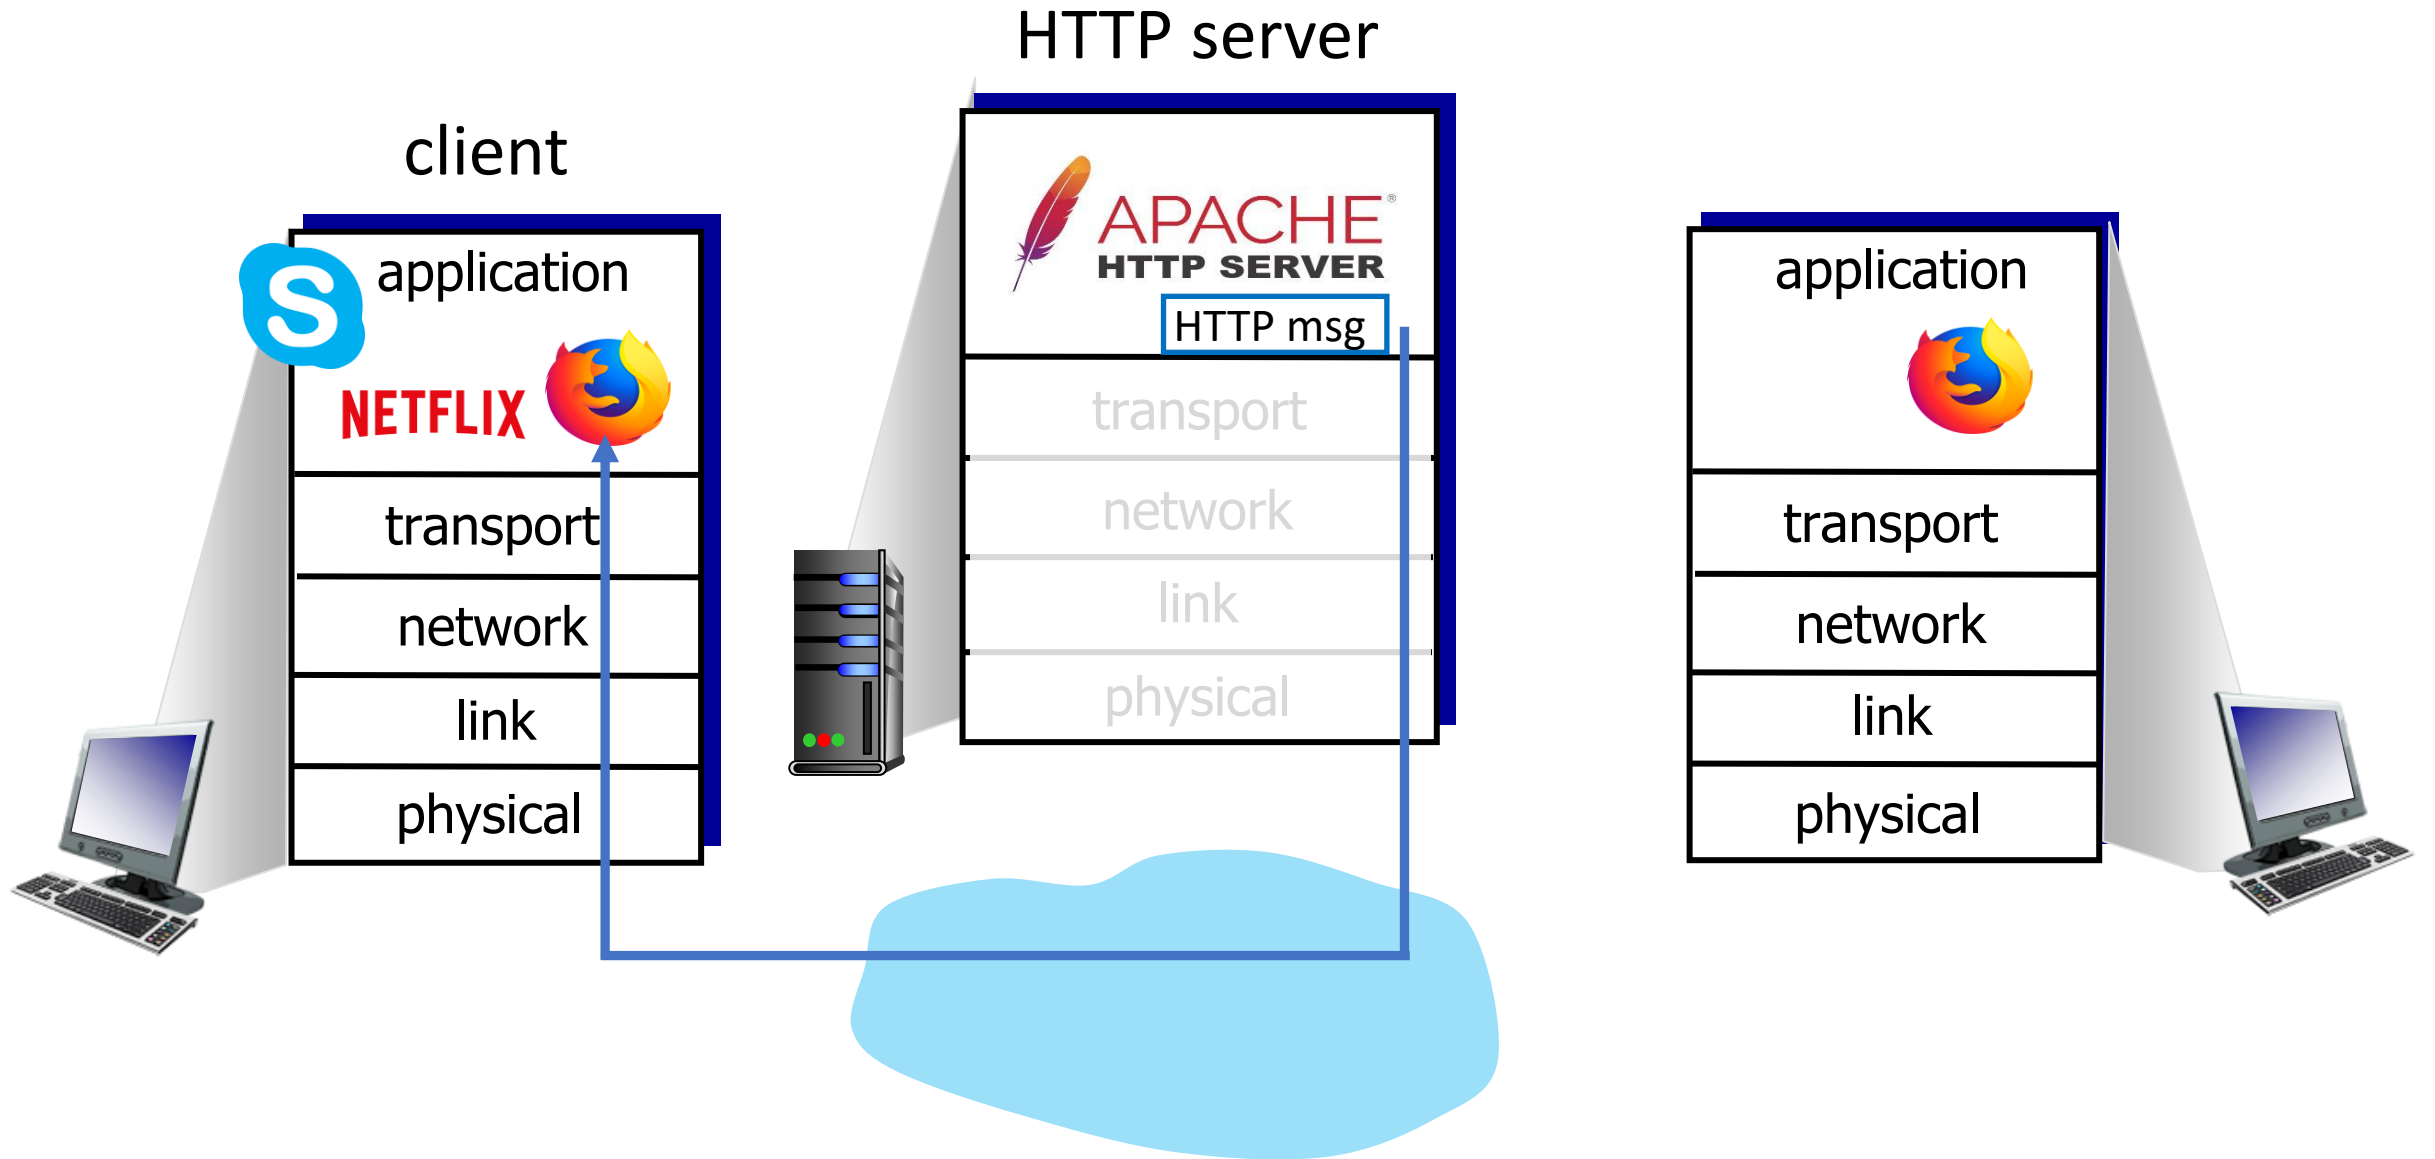 HTTP server
client
application
NETFLIX
transport
network
link
physical
APACHE®
HTTP SERVER
HTTP msg
transport
network
link
physical
application
transport
network
link
physical